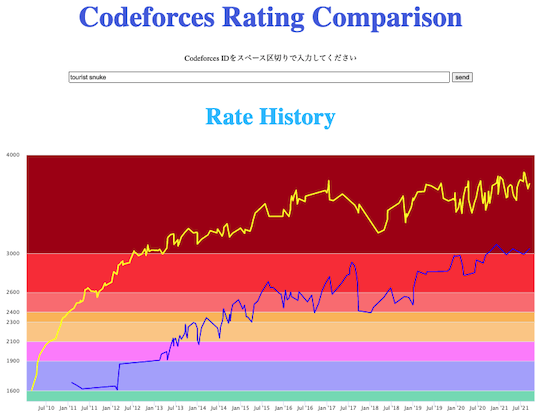 Codeforces Rating Comparison
Codeforces IDをスペース区切りで入力してください
tourist snuke
send
Rate History
4000
3000
2600
2400
2300
2100
1900
1600
Jul '10 Jan '11 Jul '11 Jan '12 Jul '12 Jan '13 Jul '13 Jan '14 Jul '14 Jan '15 Jul '15 Jan '16 Jul '16 Jan '17 Jul '17 Jan '18 Jul '18 Jan '19 Jul '19 Jan '20 Jul '20 Jan '21 Jul '21